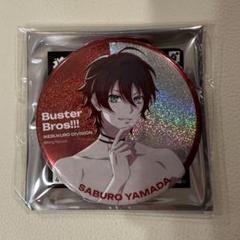 Buster
Bros!!!
IKEBUKURO DIVISION
SABURO YAMADA